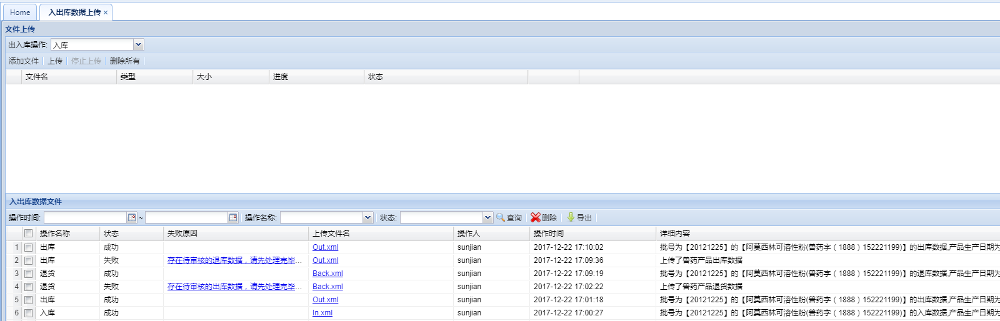 Home 入出库数据上传 ×
文件上传
出入库操作: 入库
添加文件 上传 停止上传 删除所有
文件名 类型 大小 进度 状态
入出库数据文件
操作时间: ~ 操作名称: 状态: 查询 删除 导出
操作名称 状态 失败原因 上传文件名 操作人 操作时间 详细内容
1 出库 成功 Out.xml sunjian 2017-12-22 17:10:02 批号为【20121225】的【阿莫西林可溶性粉(兽药字（1888）152221199)】的出库数据,产品生产日期为
2 出库 失败 存在待审核的退库数据，请先处理完毕... Out.xml sunjian 2017-12-22 17:09:36 上传了兽药产品出库数据
3 退货 成功 Back.xml sunjian 2017-12-22 17:09:19 批号为【20121225】的【阿莫西林可溶性粉(兽药字（1888）152221199)】的退库数据,产品生产日期为
4 退货 失败 存在待审核的出库数据，请先处理完毕... Back.xml sunjian 2017-12-22 17:02:22 上传了兽药产品退货数据
5 出库 成功 Out.xml sunjian 2017-12-22 17:01:18 批号为【20121225】的【阿莫西林可溶性粉(兽药字（1888）152221199)】的出库数据,产品生产日期为
6 入库 成功 In.xml sunjian 2017-12-22 17:00:27 批号为【20121225】的【阿莫西林可溶性粉(兽药字（1888）152221199)】的入库数据,产品生产日期为